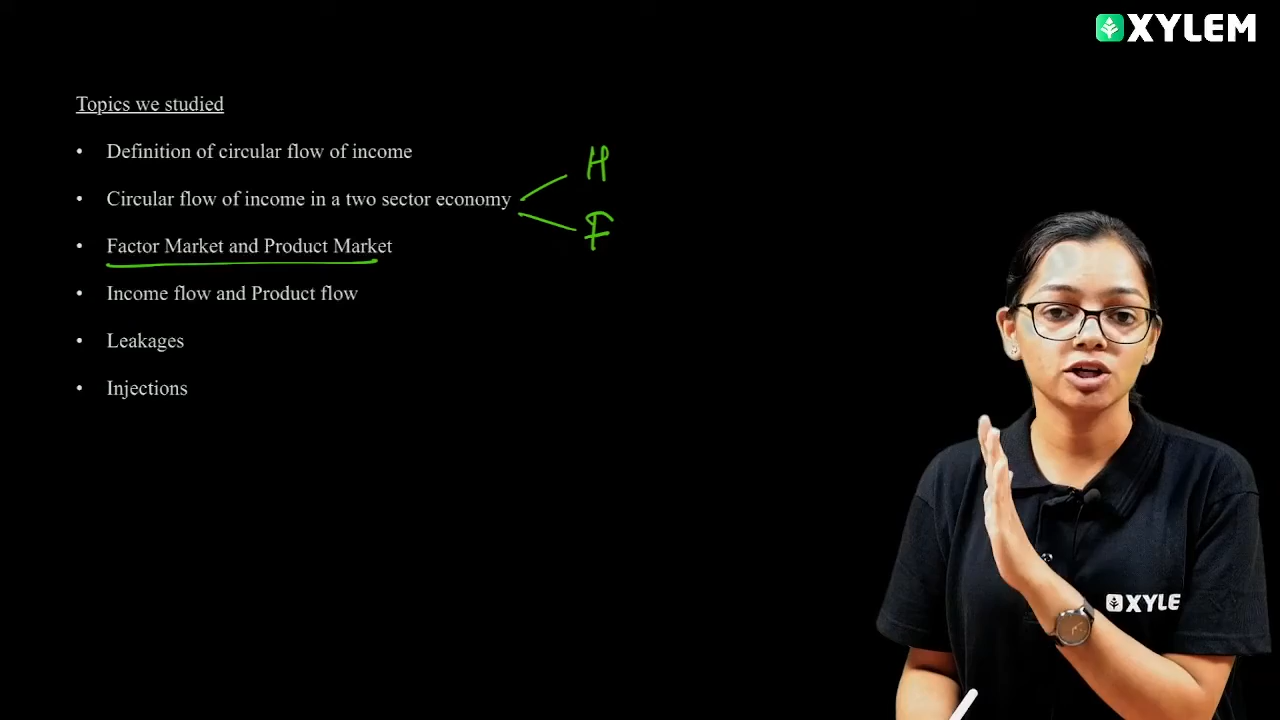 XYLEM
Topics we studied
• Definition of circular flow of income
• Circular flow of income in a two sector economy
H
F
• Factor Market and Product Market
• Income flow and Product flow
• Leakages
• Injections
XYLE